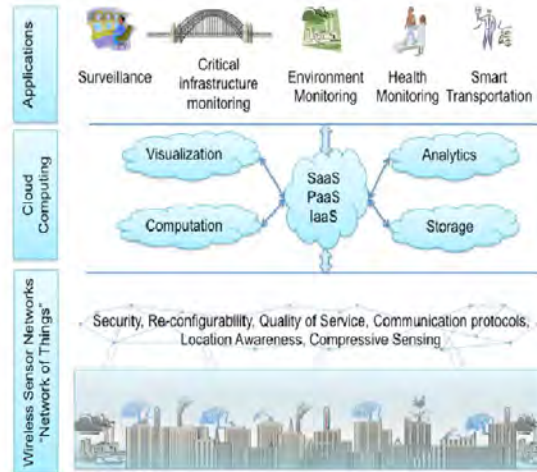 Applications
Surveillance
Critical
infrastructure
monitoring
Environment
Monitoring
Health
Monitoring
Smart
Transportation
Cloud
Computing
Visualization
Computation
SaaS
PaaS
IaaS
Analytics
Storage
Wireless Sensor Networks
"Network of Things"
Security, Re-configurability, Quality of Service, Communication protocols,
Location Awareness, Compressive Sensing